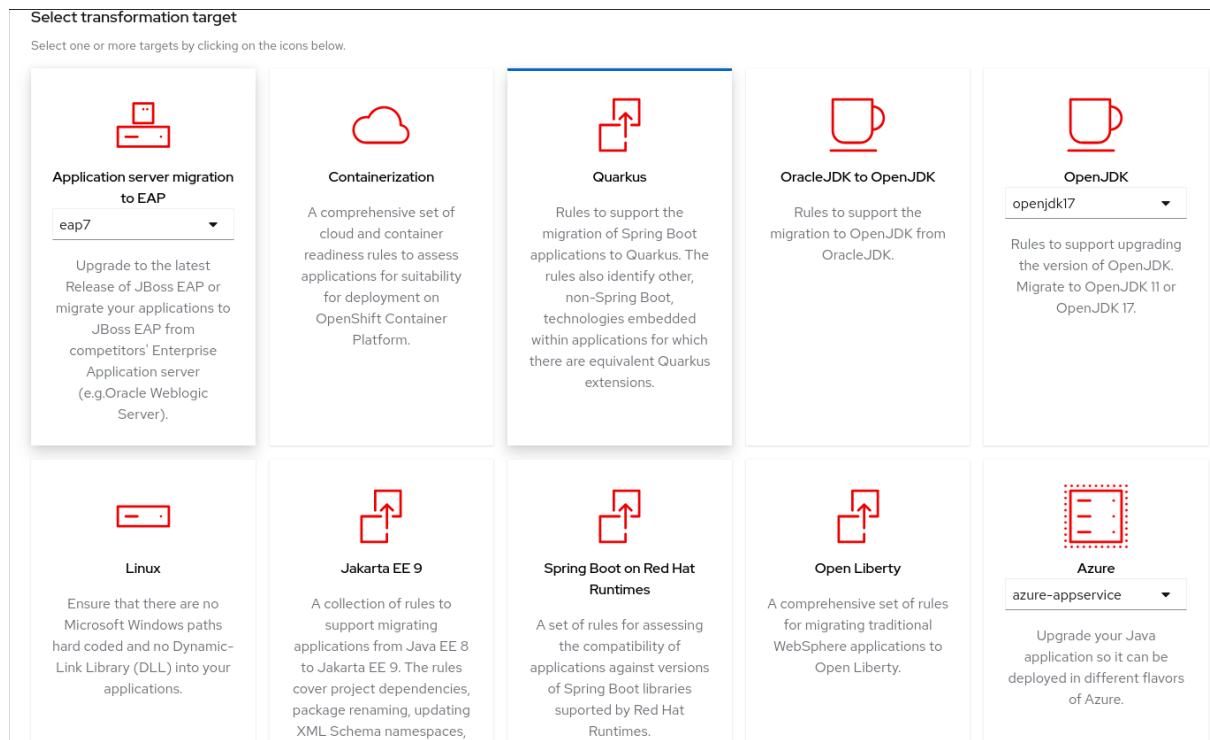 Select transformation target
Select one or more targets by clicking on the icons below.
Application server migration
to EAP
eap7
Upgrade to the latest
Release of JBoss EAP or
migrate your applications to
JBoss EAP from
competitors' Enterprise
Application server
(e.g.Oracle Weblogic
Server).
Containerization
A comprehensive set of
cloud and container
readiness rules to assess
applications for suitability
for deployment on
OpenShift Container
Platform.
Quarkus
Rules to support the
migration of Spring Boot
applications to Quarkus. The
rules also identify other,
non-Spring Boot,
technologies embedded
within applications for which
there are equivalent Quarkus
extensions.
OracleJDK to OpenJDK
Rules to support the
migration to OpenJDK from
OracleJDK.
OpenJDK
openjdk17
Rules to support upgrading
the version of OpenJDK.
Migrate to OpenJDK 11 or
OpenJDK 17.
Linux
Ensure that there are no
Microsoft Windows paths
hard coded and no Dynamic-
Link Library (DLL) into your
applications.
Jakarta EE 9
A collection of rules to
support migrating
applications from Java EE 8
to Jakarta EE 9. The rules
cover project dependencies,
package renaming, updating
XML Schema namespaces,
Spring Boot on Red Hat
Runtimes
A set of rules for assessing
the compatibility of
applications against versions
of Spring Boot libraries
suported by Red Hat
Runtimes.
Open Liberty
A comprehensive set of rules
for migrating traditional
WebSphere applications to
Open Liberty.
Azure
azure-appservice
Upgrade your Java
application so it can be
deployed in different flavors
of Azure.